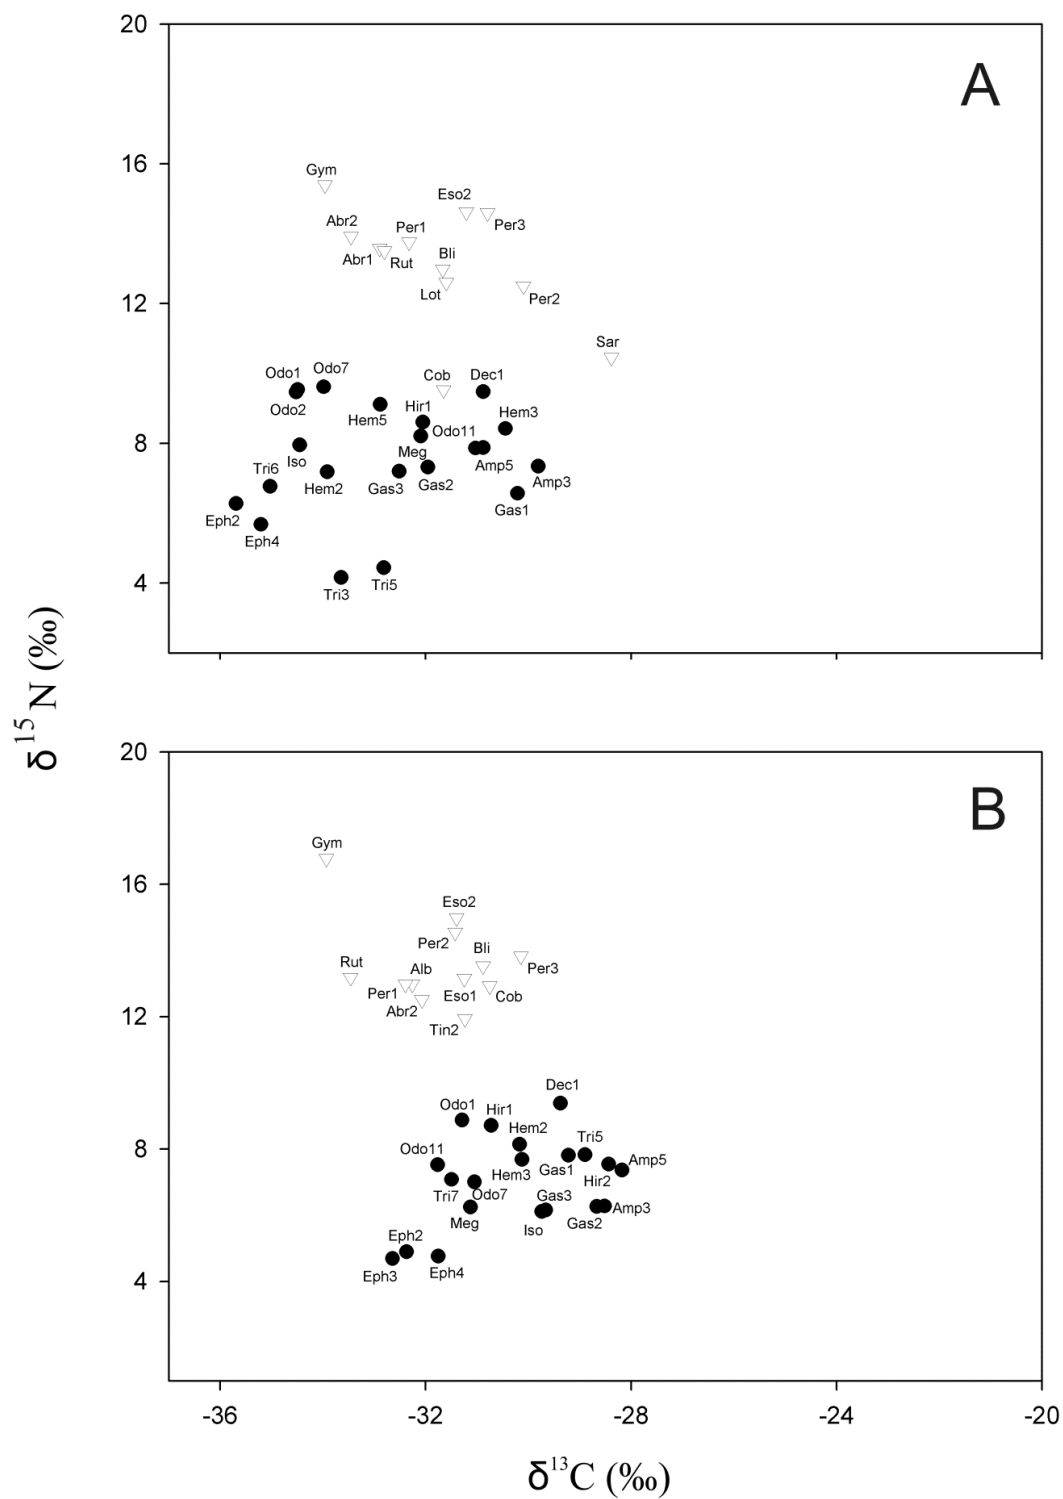 20
A
16
Gym
Eso2
Abr2
Per1
Per3
Abr1
Rut
Bli
12
Lot
Per2
Sar
Odo1
Odo7
Cob
Dec1
Odo2
Hem5
Hir1
Hem3
8
Odo11
Iso
Meg
Amp5
Tri6
Hem2
Gas3
Gas2
Amp3
Gas1
Eph2
Eph4
4
Tri3
Tri5
δ15N (‰)
20
B
Gym
16
Eso2
Per2
Bli
Rut
Alb
Per3
Per1
Eso1
Cob
Abr2
12
Tin2
Dec1
Odo1
Hir1
Hem2
Tri5
8
Odo11
Hem3
Gas1
Amp5
Hir2
Tri7
Odo7
Gas3
Meg
Iso
Gas2
Amp3
Eph2
4
Eph3
Eph4
-36 -32 -28 -24 -20
δ13C (‰)